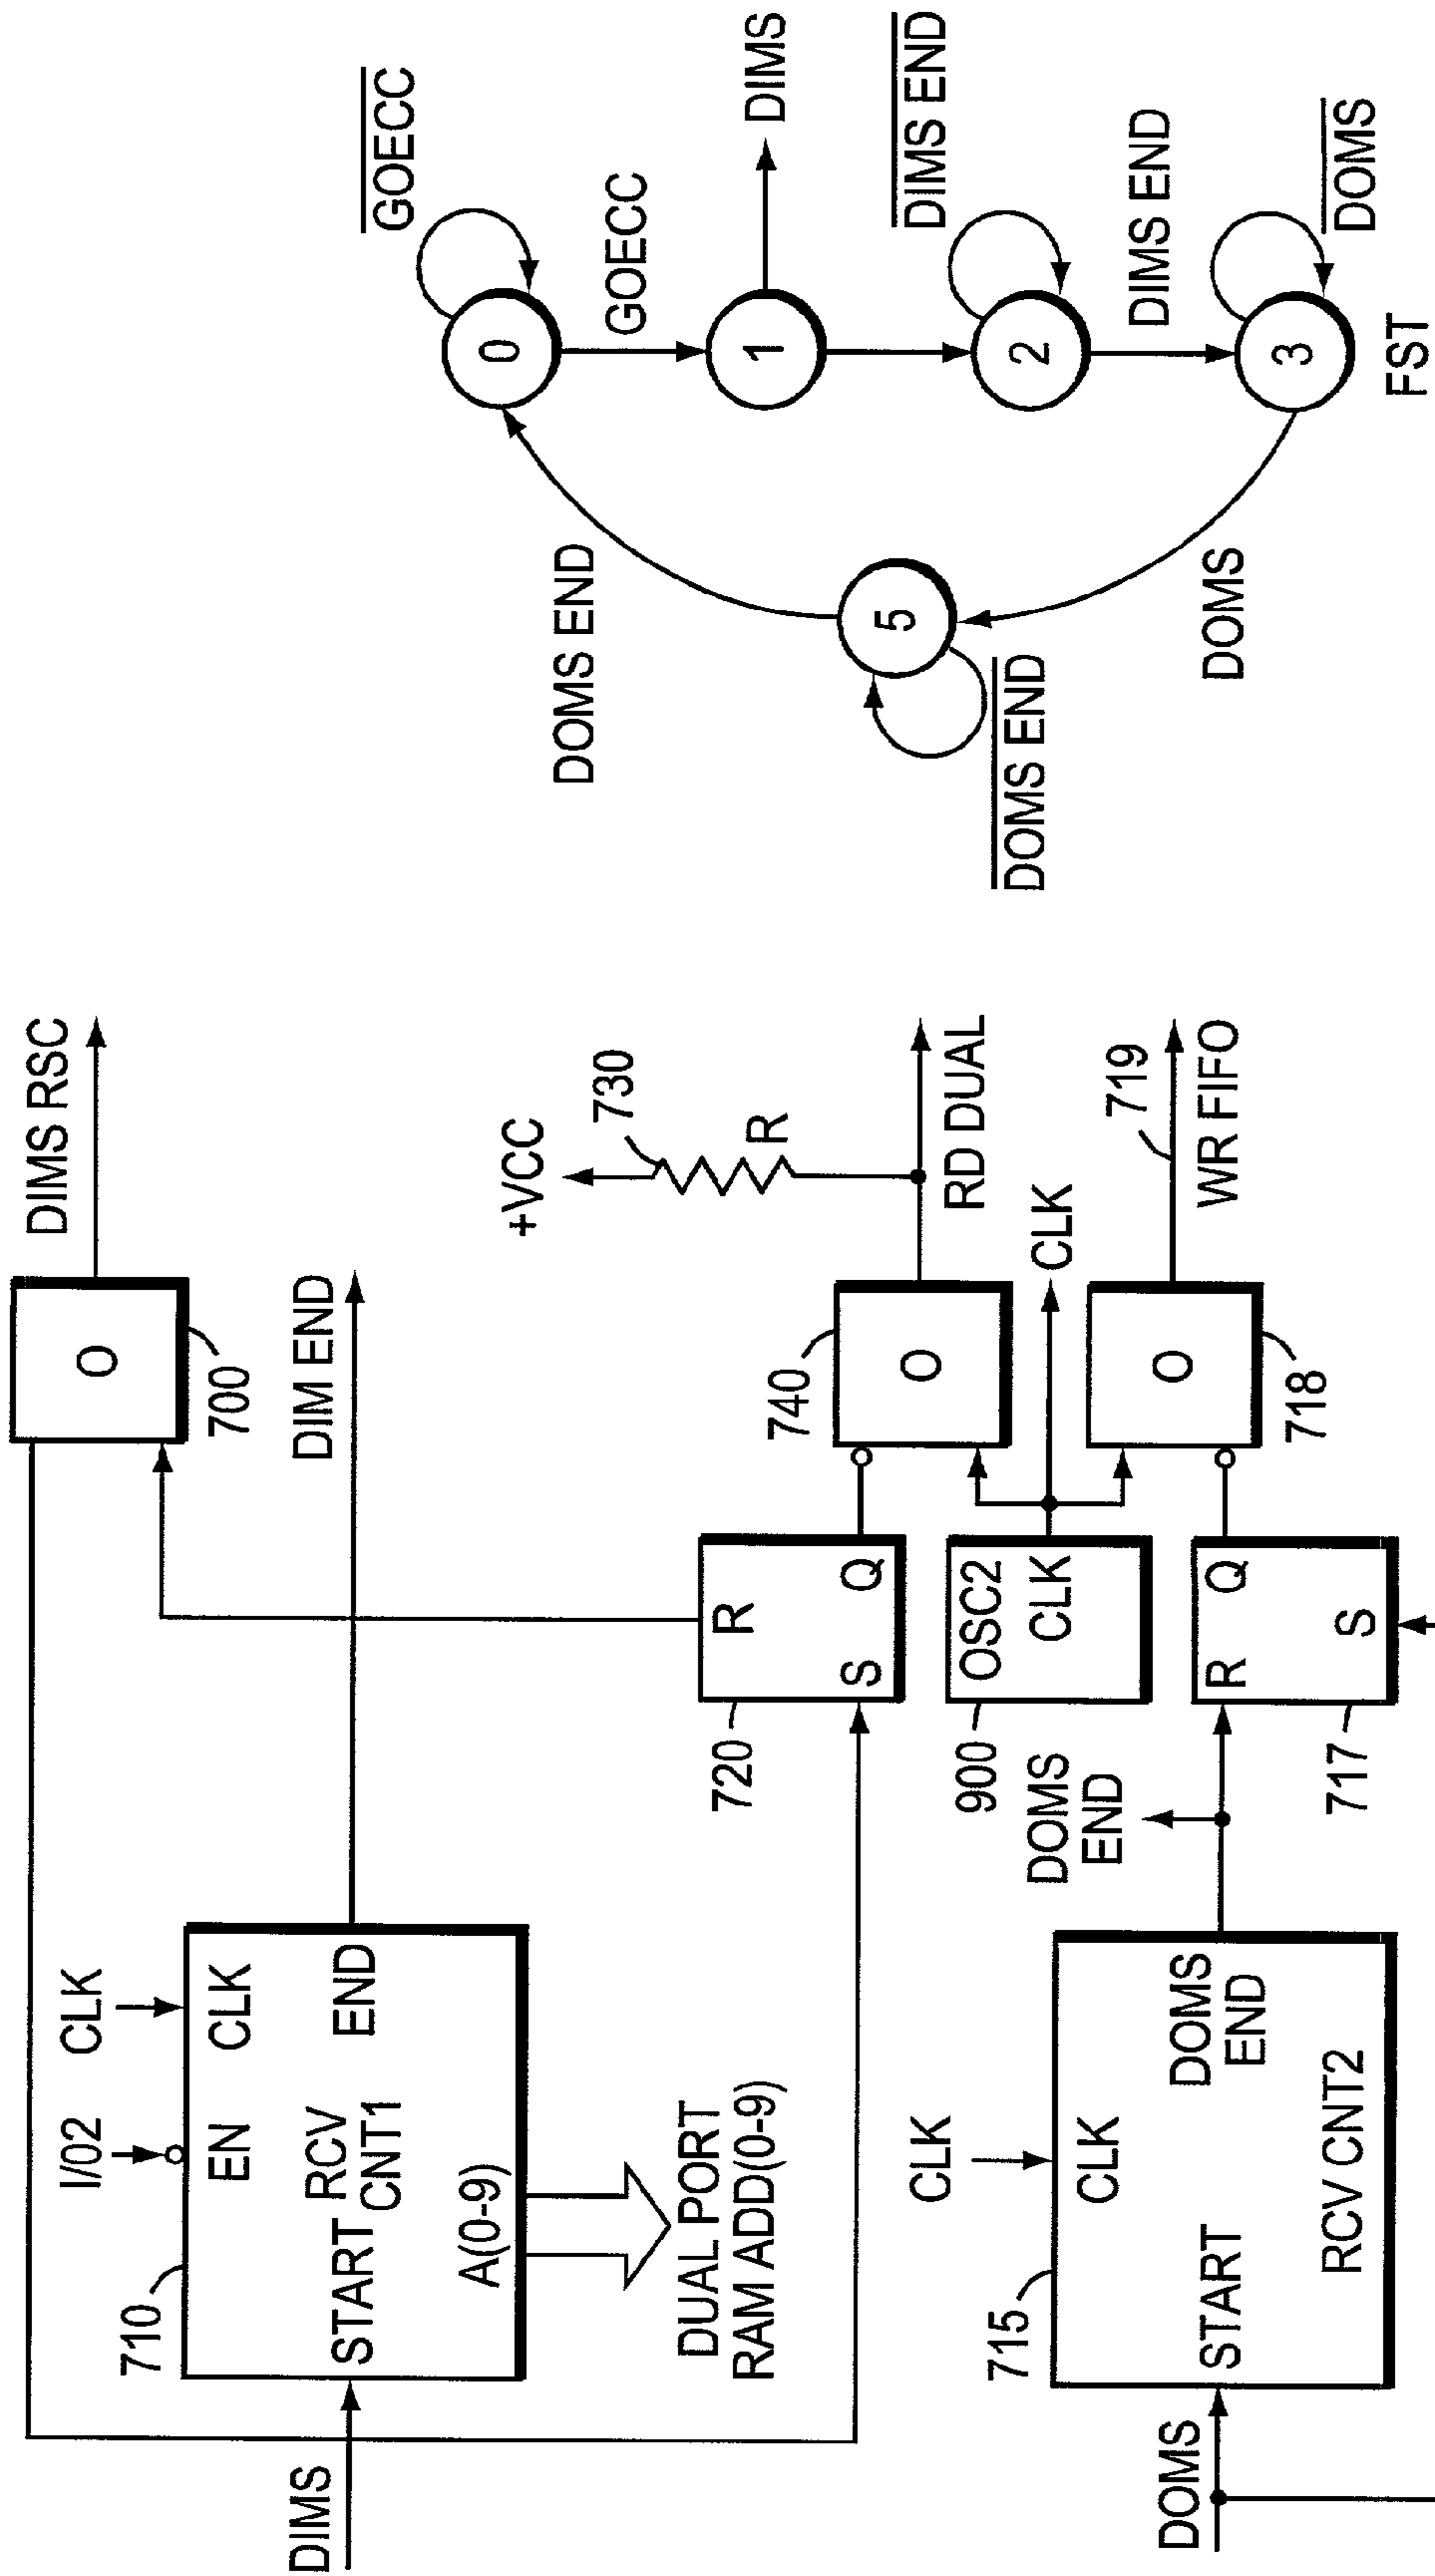 DIMS RSC
O
700
CLK
I/02
710
EN
CLK
START
RCV
CNT1
END
A(0-9)
DIMS
DIM END
DUAL PORT
RAM ADD(0-9)
720
R
S
Q
+VCC
730
R
740
O
RD DUAL
OSC2
CLK
900
CLK
CLK
715
CLK
START
DOMS
END
RCV CNT2
DOMS
DOMS
END
R
Q
S
717
O
718
719
WR FIFO
GOECC
0
GOECC
1
DIMS
DIMS END
2
DIMS END
3
DOMS
DOMS END
5
DOMS END
DOMS
FST